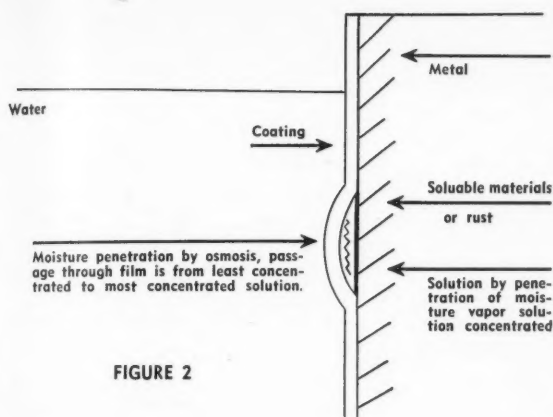 Metal
Water
Coating
Soluable materials
or rust
Moisture penetration by osmosis, pass-
age through film is from least concen-
trated to most concentrated solution.
Solution by pene-
tration of mois-
ture vapor solu-
tion concentrated
FIGURE 2